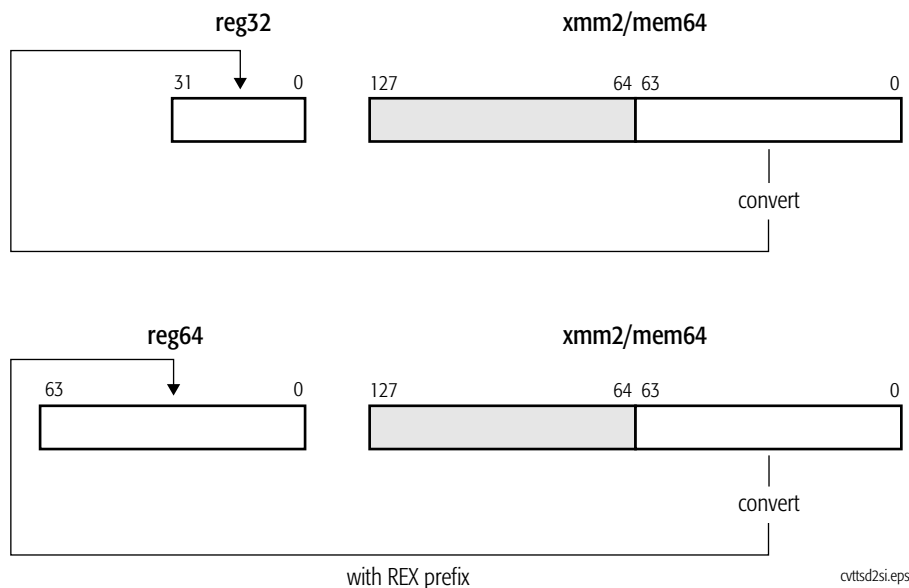 reg32 xmm2/mem64
31 0 127 64 63 0
convert
reg64 xmm2/mem64
63 0 127 64 63 0
convert
with REX prefix cvttsd2si.eps